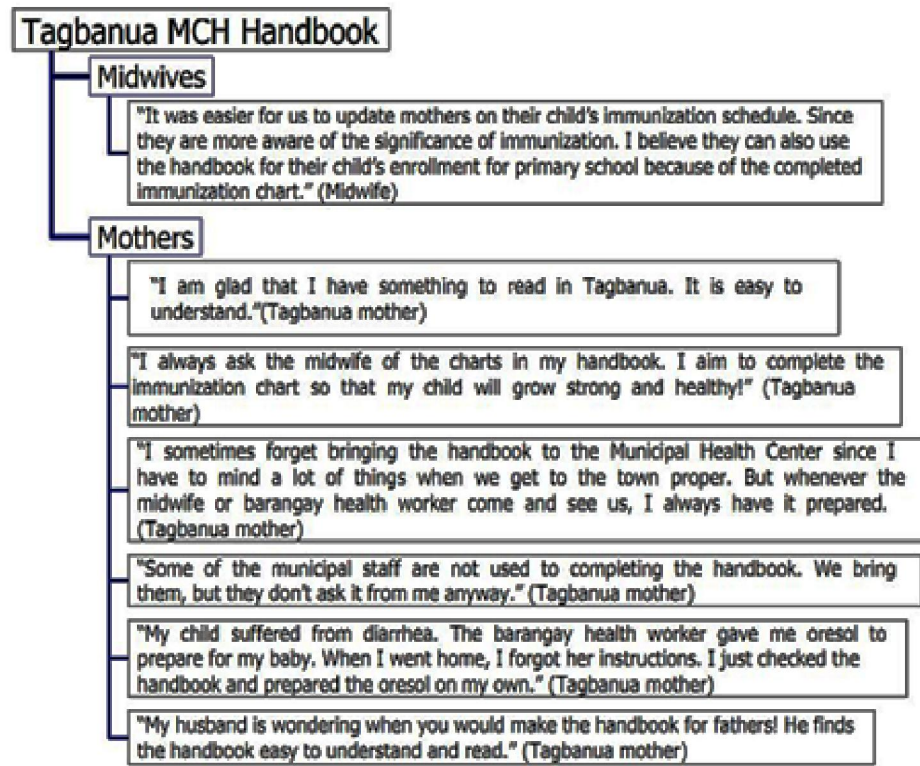 Tagbanua MCH Handbook
Midwives
"It was easier for us to update mothers on their child's immunization schedule. Since
they are more aware of the significance of immunization. I believe they can also use
the handbook for their child's enrollment for primary school because of the completed
immunization chart." (Midwife)
Mothers
"I am glad that I have something to read in Tagbanua. It is easy to
understand."(Tagbanua mother)
"I always ask the midwife of the charts in my handbook. I aim to complete the
immunization chart so that my child will grow strong and healthy!" (Tagbanua
mother)
"I sometimes forget bringing the handbook to the Municipal Health Center since I
have to mind a lot of things when we get to the town proper. But whenever the
midwife or barangay health worker come and see us, I always have it prepared.
(Tagbanua mother)
"Some of the municipal staff are not used to completing the handbook. We bring
them, but they don't ask it from me anyway." (Tagbanua mother)
"My child suffered from diarrhea. The barangay health worker gave me oresol to
prepare for my baby. When I went home, I forgot her instructions. I just checked the
handbook and prepared the oresol on my own." (Tagbanua mother)
"My husband is wondering when you would make the handbook for fathers! He finds
the handbook easy to understand and read." (Tagbanua mother)